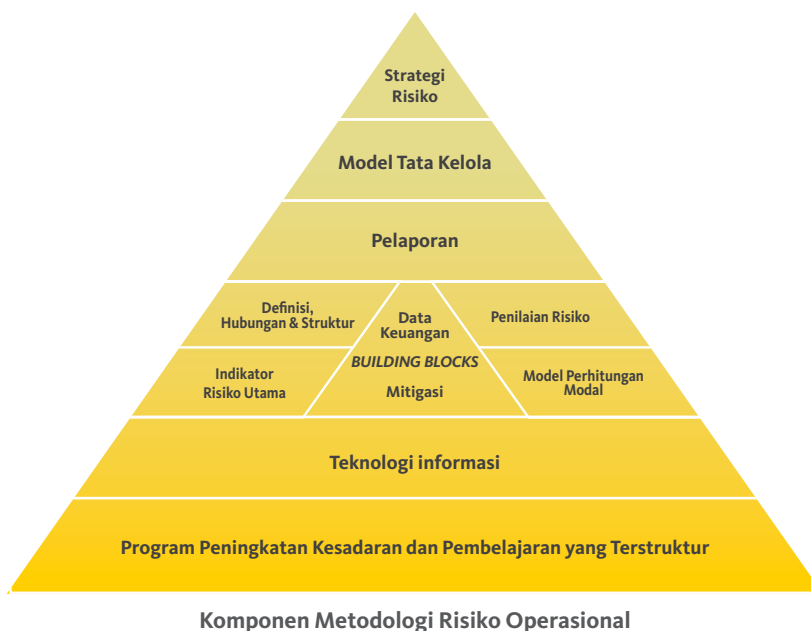 Strategi
Risiko
Model Tata Kelola
Pelaporan
Definisi,
Hubungan & Struktur
Data
Keuangan
Penilaian Risiko
BUILDING BLOCKS
Indikator
Risiko Utama
Mitigasi
Model Perhitungan
Modal
Teknologi informasi
Program Peningkatan Kesadaran dan Pembelajaran yang Terstruktur
Komponen Metodologi Risiko Operasional